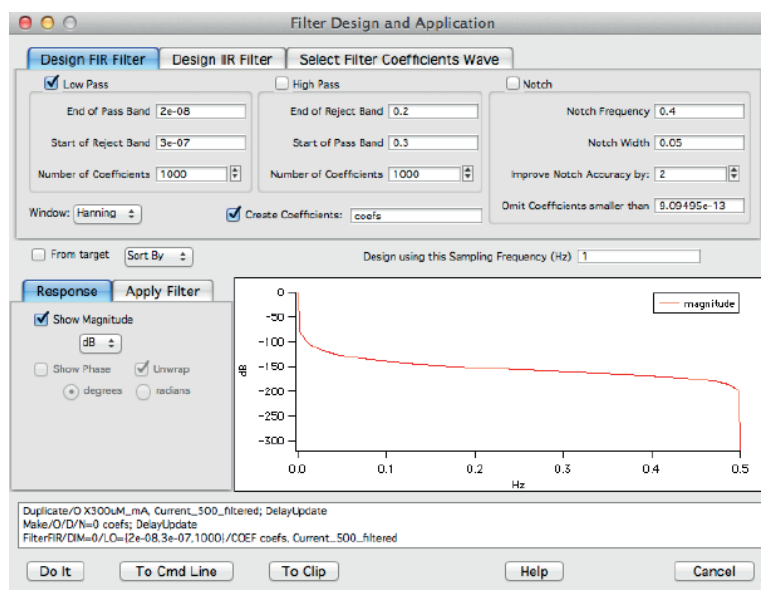 Filter Design and Application
Design FIR Filter Design IIR Filter Select Filter Coefficients Wave
Low Pass High Pass Notch
End of Pass Band 2e-08 End of Reject Band 0.2 Notch Frequency 0.4
Start of Reject Band 3e-07 Start of Pass Band 0.3 Notch Width 0.05
Number of Coefficients 1000 Number of Coefficients 1000 Improve Notch Accuracy by: 2
Window: Hanning Create Coefficients: coefs Omit Coefficients smaller than 9.09495e-13
From target Sort By Design using this Sampling Frequency (Hz) 1
Response Apply Filter
Show Magnitude
dB
Show Phase Unwrap
degrees radians
0
-50
-100
-150
-200
-250
-300
dB
magnitude
0.0 0.1 0.2 0.3 0.4 0.5
Hz
Duplicate/O X300uM_mA, Current_500_filtered; DelayUpdate
Make/O/D/N=0 coefs; DelayUpdate
FilterFIR/DIM=0/LO={2e-08,3e-07,1000}/COEF coefs, Current_500_filtered
Do It To Cmd Line To Clip Help Cancel